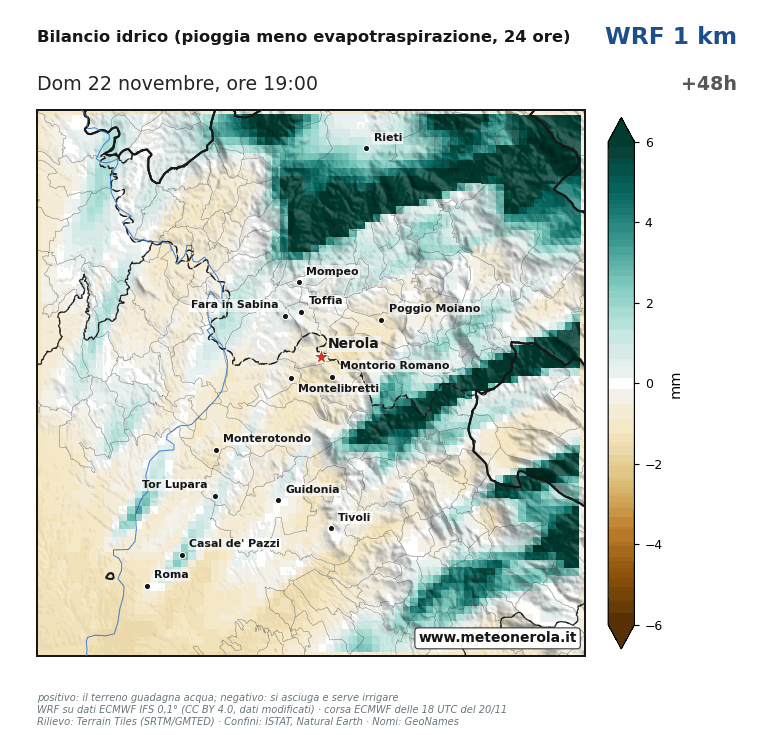 Bilancio idrico (pioggia meno evapotraspirazione, 24 ore)
WRF 1 km
Dom 22 novembre, ore 19:00
+48h
Rieti
Mompeo
Fara in Sabina
Toffia
Poggio Moiano
Nerola
Montorio Romano
Montelibretti
Monterotondo
Tor Lupara
Guidonia
Tivoli
Casal de' Pazzi
Roma
www.meteonerola.it
6
4
2
0
−2
−4
−6
mm
positivo: il terreno guadagna acqua; negativo: si asciuga e serve irrigare
WRF su dati ECMWF IFS 0,1° (CC BY 4.0, dati modificati) · corsa ECMWF delle 18 UTC del 20/11
Rilievo: Terrain Tiles (SRTM/GMTED) · Confini: ISTAT, Natural Earth · Nomi: GeoNames